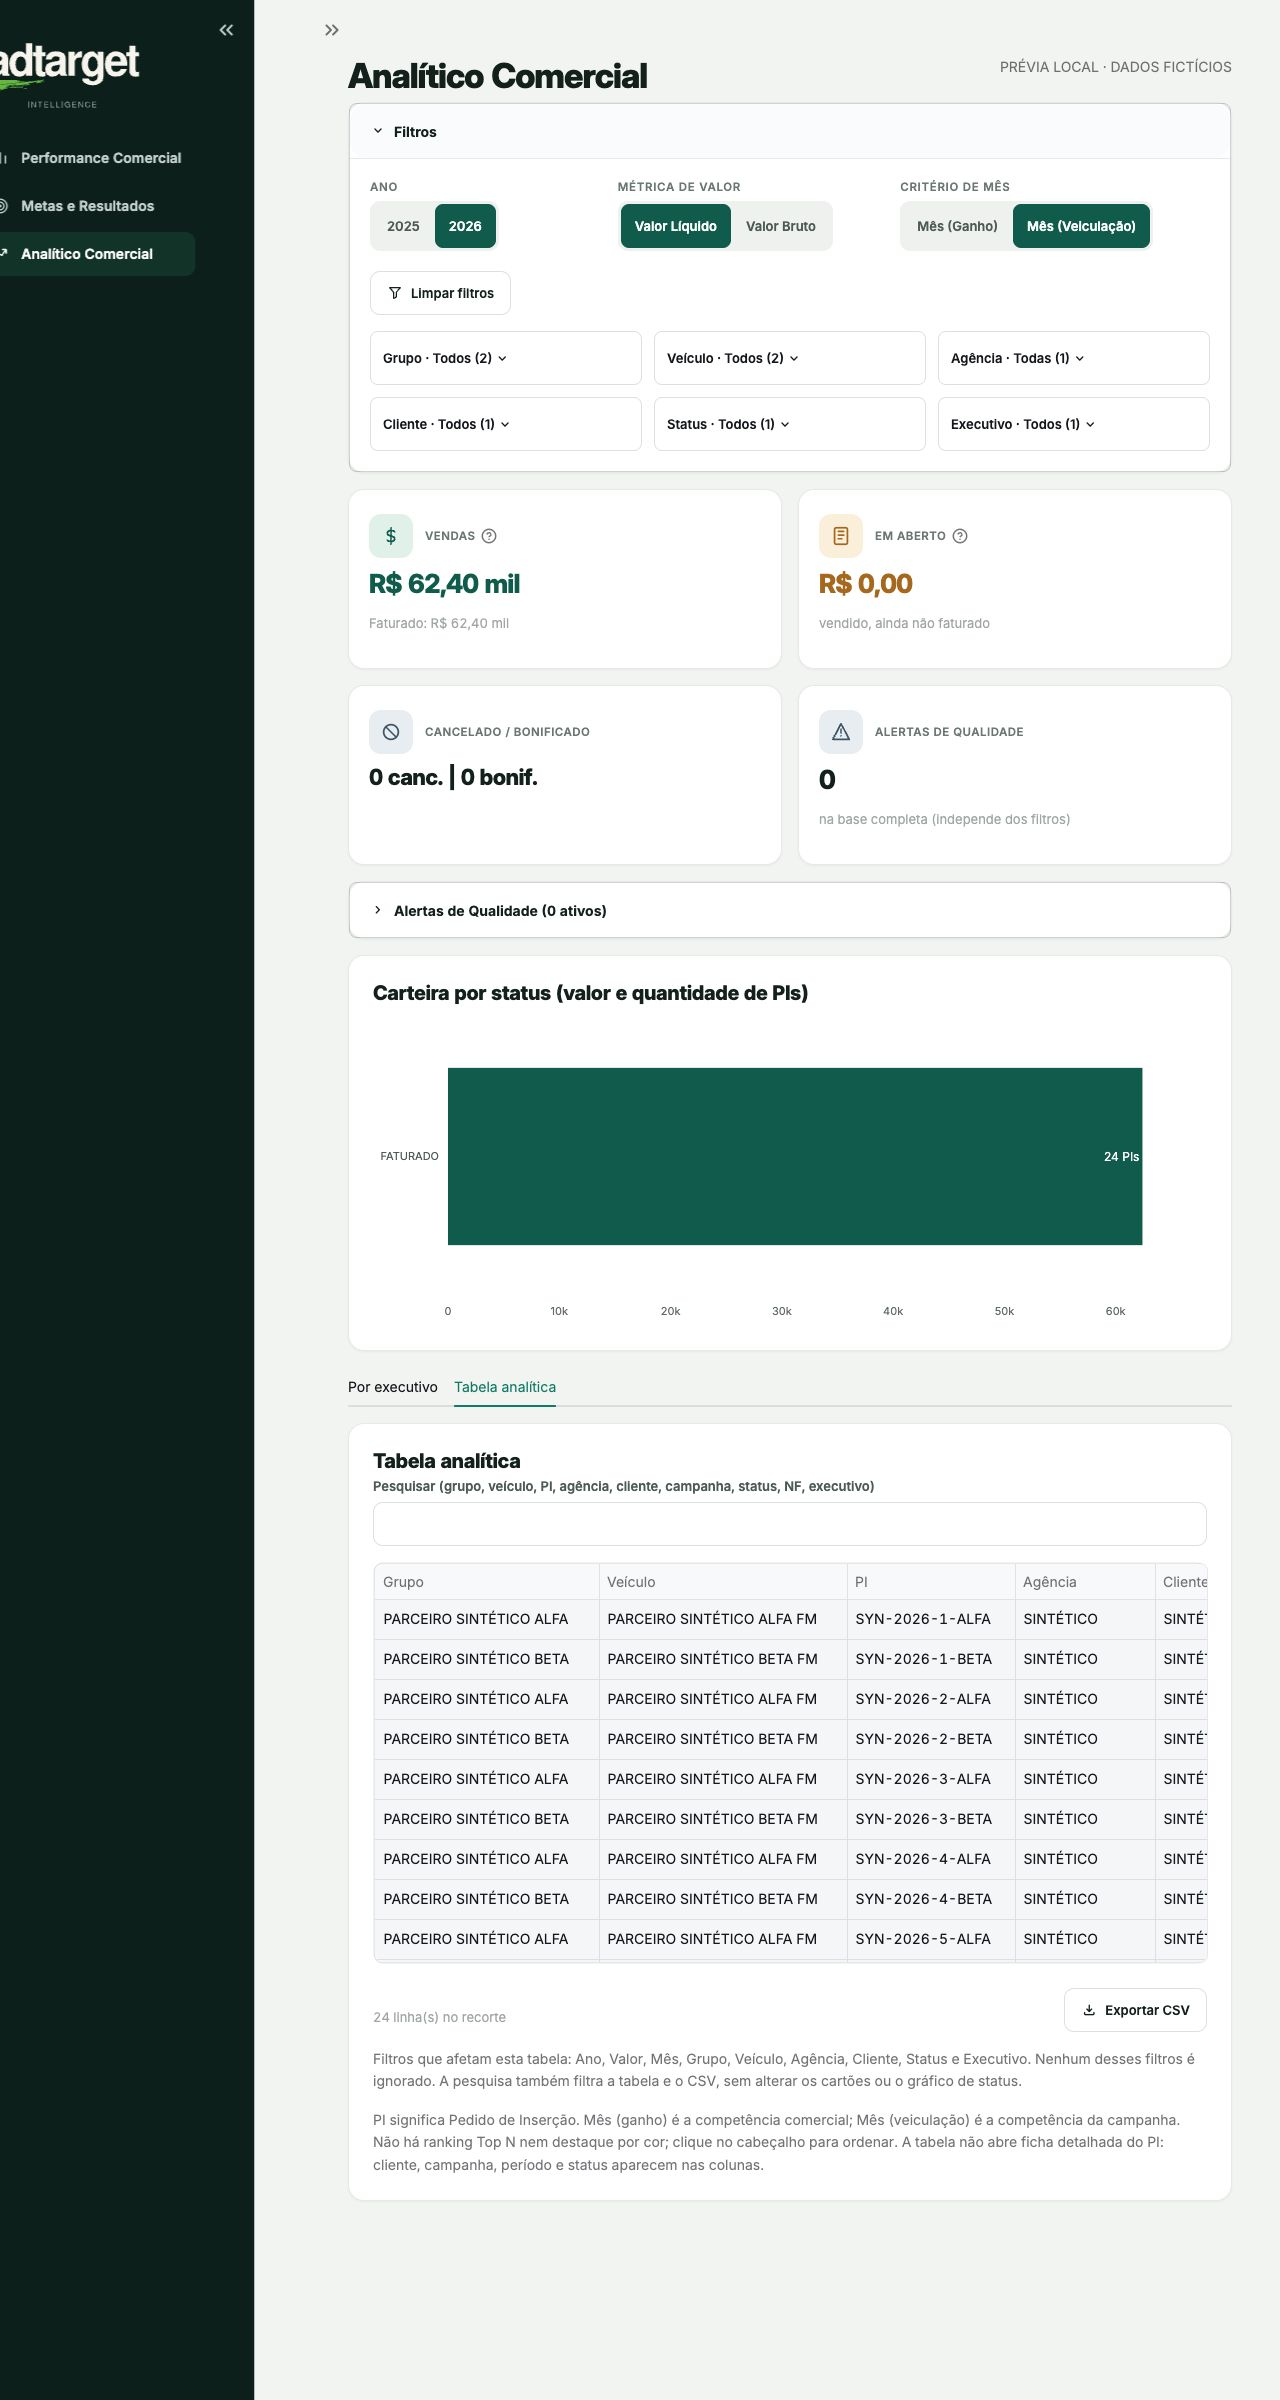 adtarget
INTELLIGENCE
Performance Comercial
Metas e Resultados
Analítico Comercial
Analítico Comercial
PRÉVIA LOCAL · DADOS FICTÍCIOS
Filtros
ANO
MÉTRICA DE VALOR
CRITÉRIO DE MÊS
2025 2026
Valor Líquido Valor Bruto
Mês (Ganho) Mês (Veiculação)
Limpar filtros
Grupo · Todos (2)
Veículo · Todos (2)
Agência · Todas (1)
Cliente · Todos (1)
Status · Todos (1)
Executivo · Todos (1)
VENDAS
R$ 62,40 mil
Faturado: R$ 62,40 mil
EM ABERTO
R$ 0,00
vendido, ainda não faturado
CANCELADO / BONIFICADO
0 canc. | 0 bonif.
ALERTAS DE QUALIDADE
0
na base completa (independe dos filtros)
Alertas de Qualidade (0 ativos)
Carteira por status (valor e quantidade de PIs)
FATURADO
24 PIs
0 10k 20k 30k 40k 50k 60k
Por executivo Tabela analítica
Tabela analítica
Pesquisar (grupo, veículo, PI, agência, cliente, campanha, status, NF, executivo)
Grupo Veículo PI Agência Cliente
PARCEIRO SINTÉTICO ALFA PARCEIRO SINTÉTICO ALFA FM SYN-2026-1-ALFA SINTÉTICO SINTÉT
PARCEIRO SINTÉTICO BETA PARCEIRO SINTÉTICO BETA FM SYN-2026-1-BETA SINTÉTICO SINTÉT
PARCEIRO SINTÉTICO ALFA PARCEIRO SINTÉTICO ALFA FM SYN-2026-2-ALFA SINTÉTICO SINTÉT
PARCEIRO SINTÉTICO BETA PARCEIRO SINTÉTICO BETA FM SYN-2026-2-BETA SINTÉTICO SINTÉT
PARCEIRO SINTÉTICO ALFA PARCEIRO SINTÉTICO ALFA FM SYN-2026-3-ALFA SINTÉTICO SINTÉT
PARCEIRO SINTÉTICO BETA PARCEIRO SINTÉTICO BETA FM SYN-2026-3-BETA SINTÉTICO SINTÉT
PARCEIRO SINTÉTICO ALFA PARCEIRO SINTÉTICO ALFA FM SYN-2026-4-ALFA SINTÉTICO SINTÉT
PARCEIRO SINTÉTICO BETA PARCEIRO SINTÉTICO BETA FM SYN-2026-4-BETA SINTÉTICO SINTÉT
PARCEIRO SINTÉTICO ALFA PARCEIRO SINTÉTICO ALFA FM SYN-2026-5-ALFA SINTÉTICO SINTÉT
24 linha(s) no recorte
Exportar CSV
Filtros que afetam esta tabela: Ano, Valor, Mês, Grupo, Veículo, Agência, Cliente, Status e Executivo. Nenhum desses filtros é
ignorado. A pesquisa também filtra a tabela e o CSV, sem alterar os cartões ou o gráfico de status.
PI significa Pedido de Inserção. Mês (ganho) é a competência comercial; Mês (veiculação) é a competência da campanha.
Não há ranking Top N nem destaque por cor; clique no cabeçalho para ordenar. A tabela não abre ficha detalhada do PI:
cliente, campanha, período e status aparecem nas colunas.